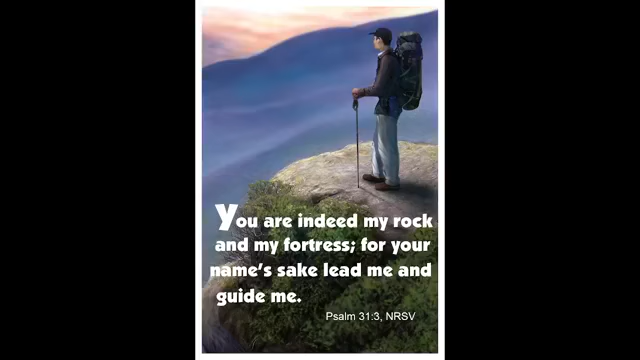 You are indeed my rock
and my fortress; for your
name's sake lead me and
guide me.
Psalm 31:3, NRSV